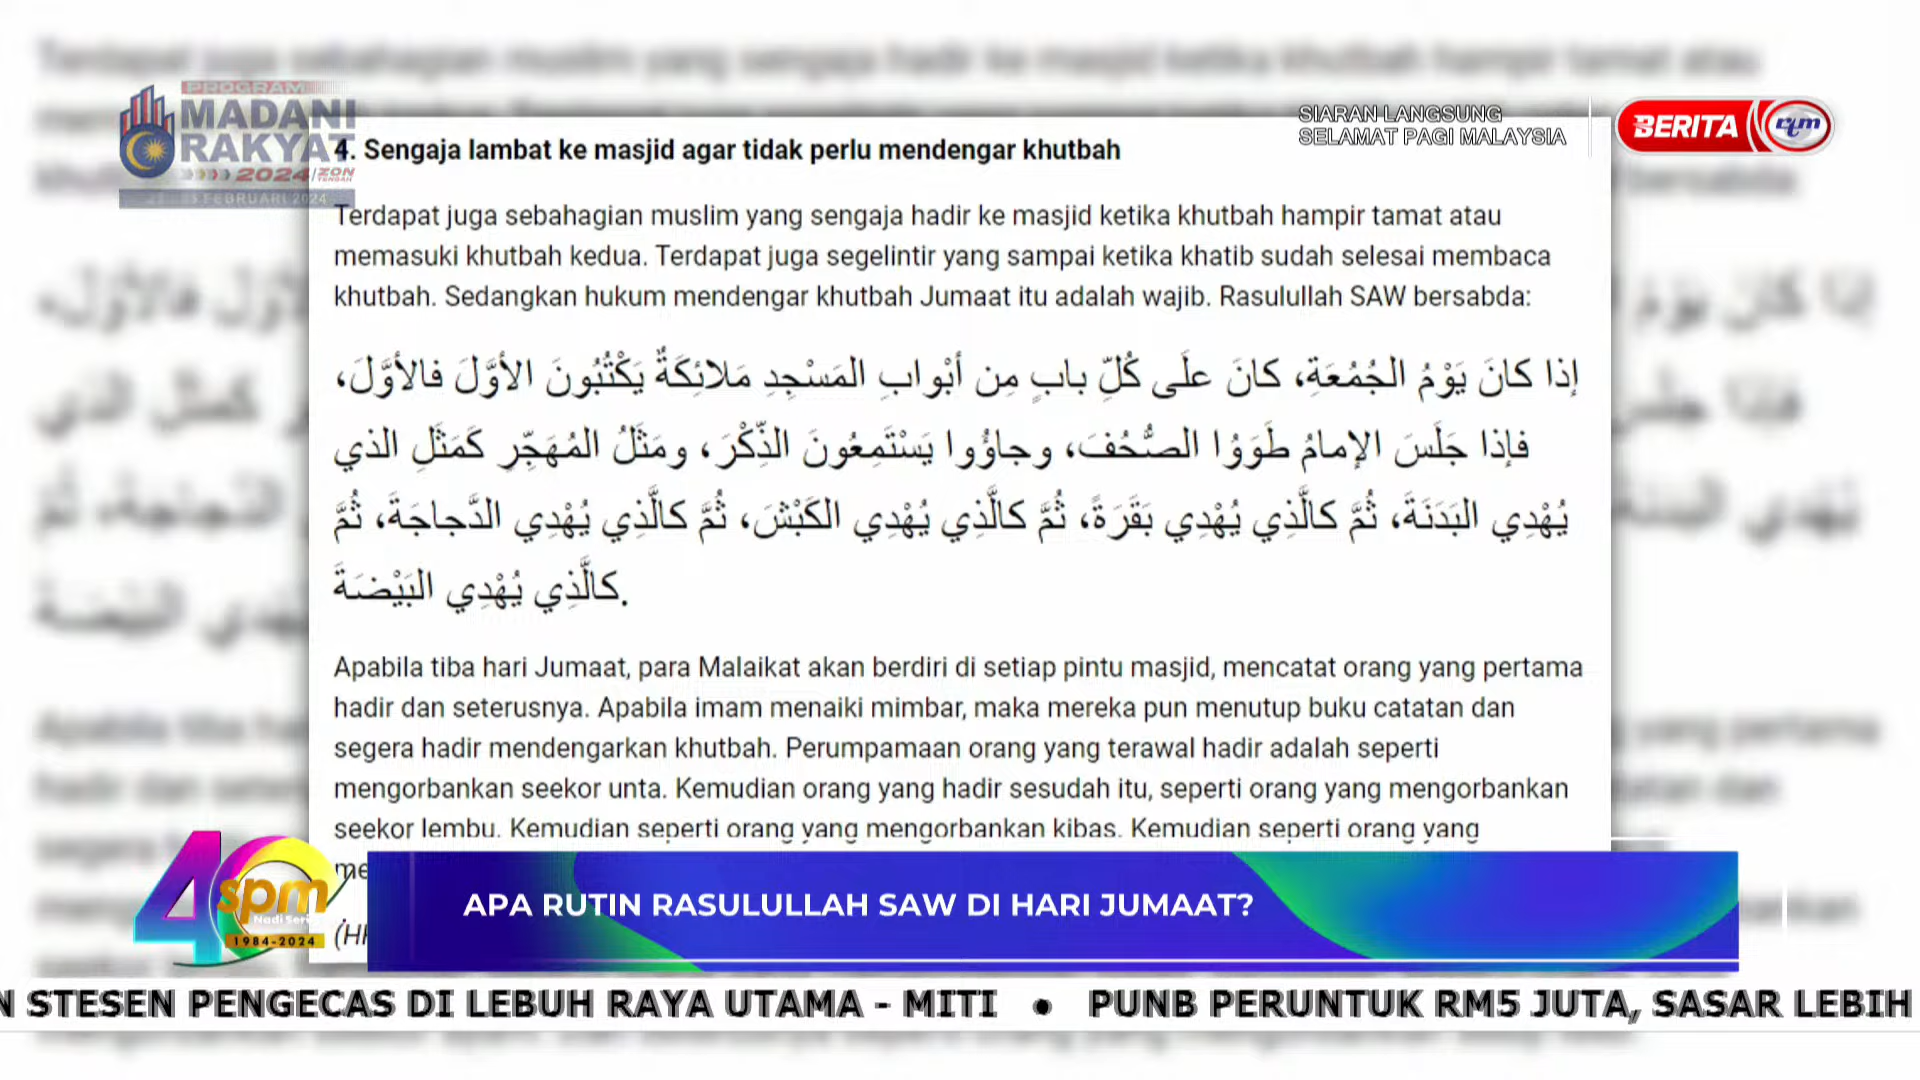 PROGRAM
MADANI
RAKYAT
2024/ZON
TENGAH
FEBRUARI 2024
SIARAN LANGSUNG
SELAMAT PAGI MALAYSIA
BERITA rtm
4. Sengaja lambat ke masjid agar tidak perlu mendengar khutbah
Terdapat juga sebahagian muslim yang sengaja hadir ke masjid ketika khutbah hampir tamat atau
memasuki khutbah kedua. Terdapat juga segelintir yang sampai ketika khatib sudah selesai membaca
khutbah. Sedangkan hukum mendengar khutbah Jumaat itu adalah wajib. Rasulullah SAW bersabda:
إذا كانَ يَوْمُ الجُمُعَةِ، كانَ علَى كُلِّ بابٍ مِن أبْوابِ المَسْجِدِ مَلائِكَةٌ يَكْتُبُونَ الأوَّلَ فالأوَّلَ،
فإذا جَلَسَ الإمامُ طَوَوُا الصُّحُفَ، وجاؤُوا يَسْتَمِعُونَ الذِّكْرَ، ومَثَلُ المُهَجِّرِ كَمَثَلِ الذي
يُهْدِي البَدَنَةَ، ثُمَّ كالَّذِي يُهْدِي بَقَرَةً، ثُمَّ كالَّذِي يُهْدِي الكَبْشَ، ثُمَّ كالَّذِي يُهْدِي الدَّجاجَةَ، ثُمَّ
كالَّذِي يُهْدِي البَيْضَةَ.
Apabila tiba hari Jumaat, para Malaikat akan berdiri di setiap pintu masjid, mencatat orang yang pertama
hadir dan seterusnya. Apabila imam menaiki mimbar, maka mereka pun menutup buku catatan dan
segera hadir mendengarkan khutbah. Perumpamaan orang yang terawal hadir adalah seperti
mengorbankan seekor unta. Kemudian orang yang hadir sesudah itu, seperti orang yang mengorbankan
seekor lembu. Kemudian seperti orang yang mengorbankan kibas. Kemudian seperti orang yang
40 spm
1984-2024
APA RUTIN RASULULLAH SAW DI HARI JUMAAT?
N STESEN PENGECAS DI LEBUH RAYA UTAMA - MITI • PUNB PERUNTUK RM5 JUTA, SASAR LEBIH